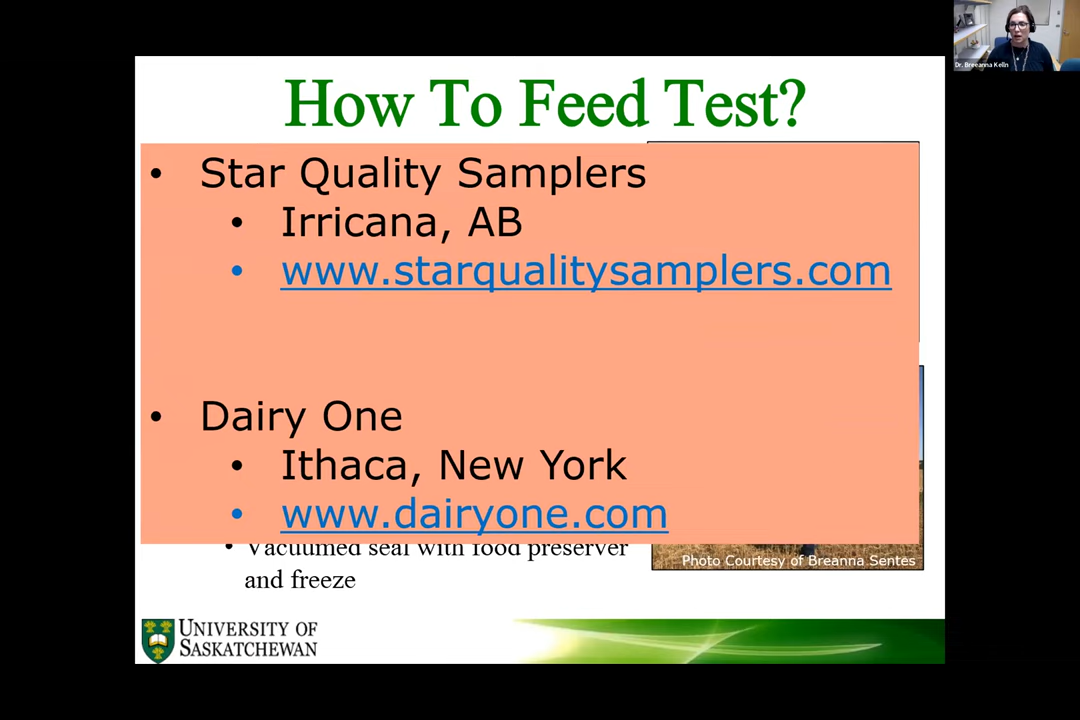 Dr. Breeanna Kelln
How To Feed Test?
• Star Quality Samplers
• Irricana, AB
• www.starqualitysamplers.com
• Dairy One
• Ithaca, New York
• www.dairyone.com
• Vacuumed seal with food preserver
and freeze
Photo Courtesy of Breanna Sentes
UNIVERSITY OF
SASKATCHEWAN